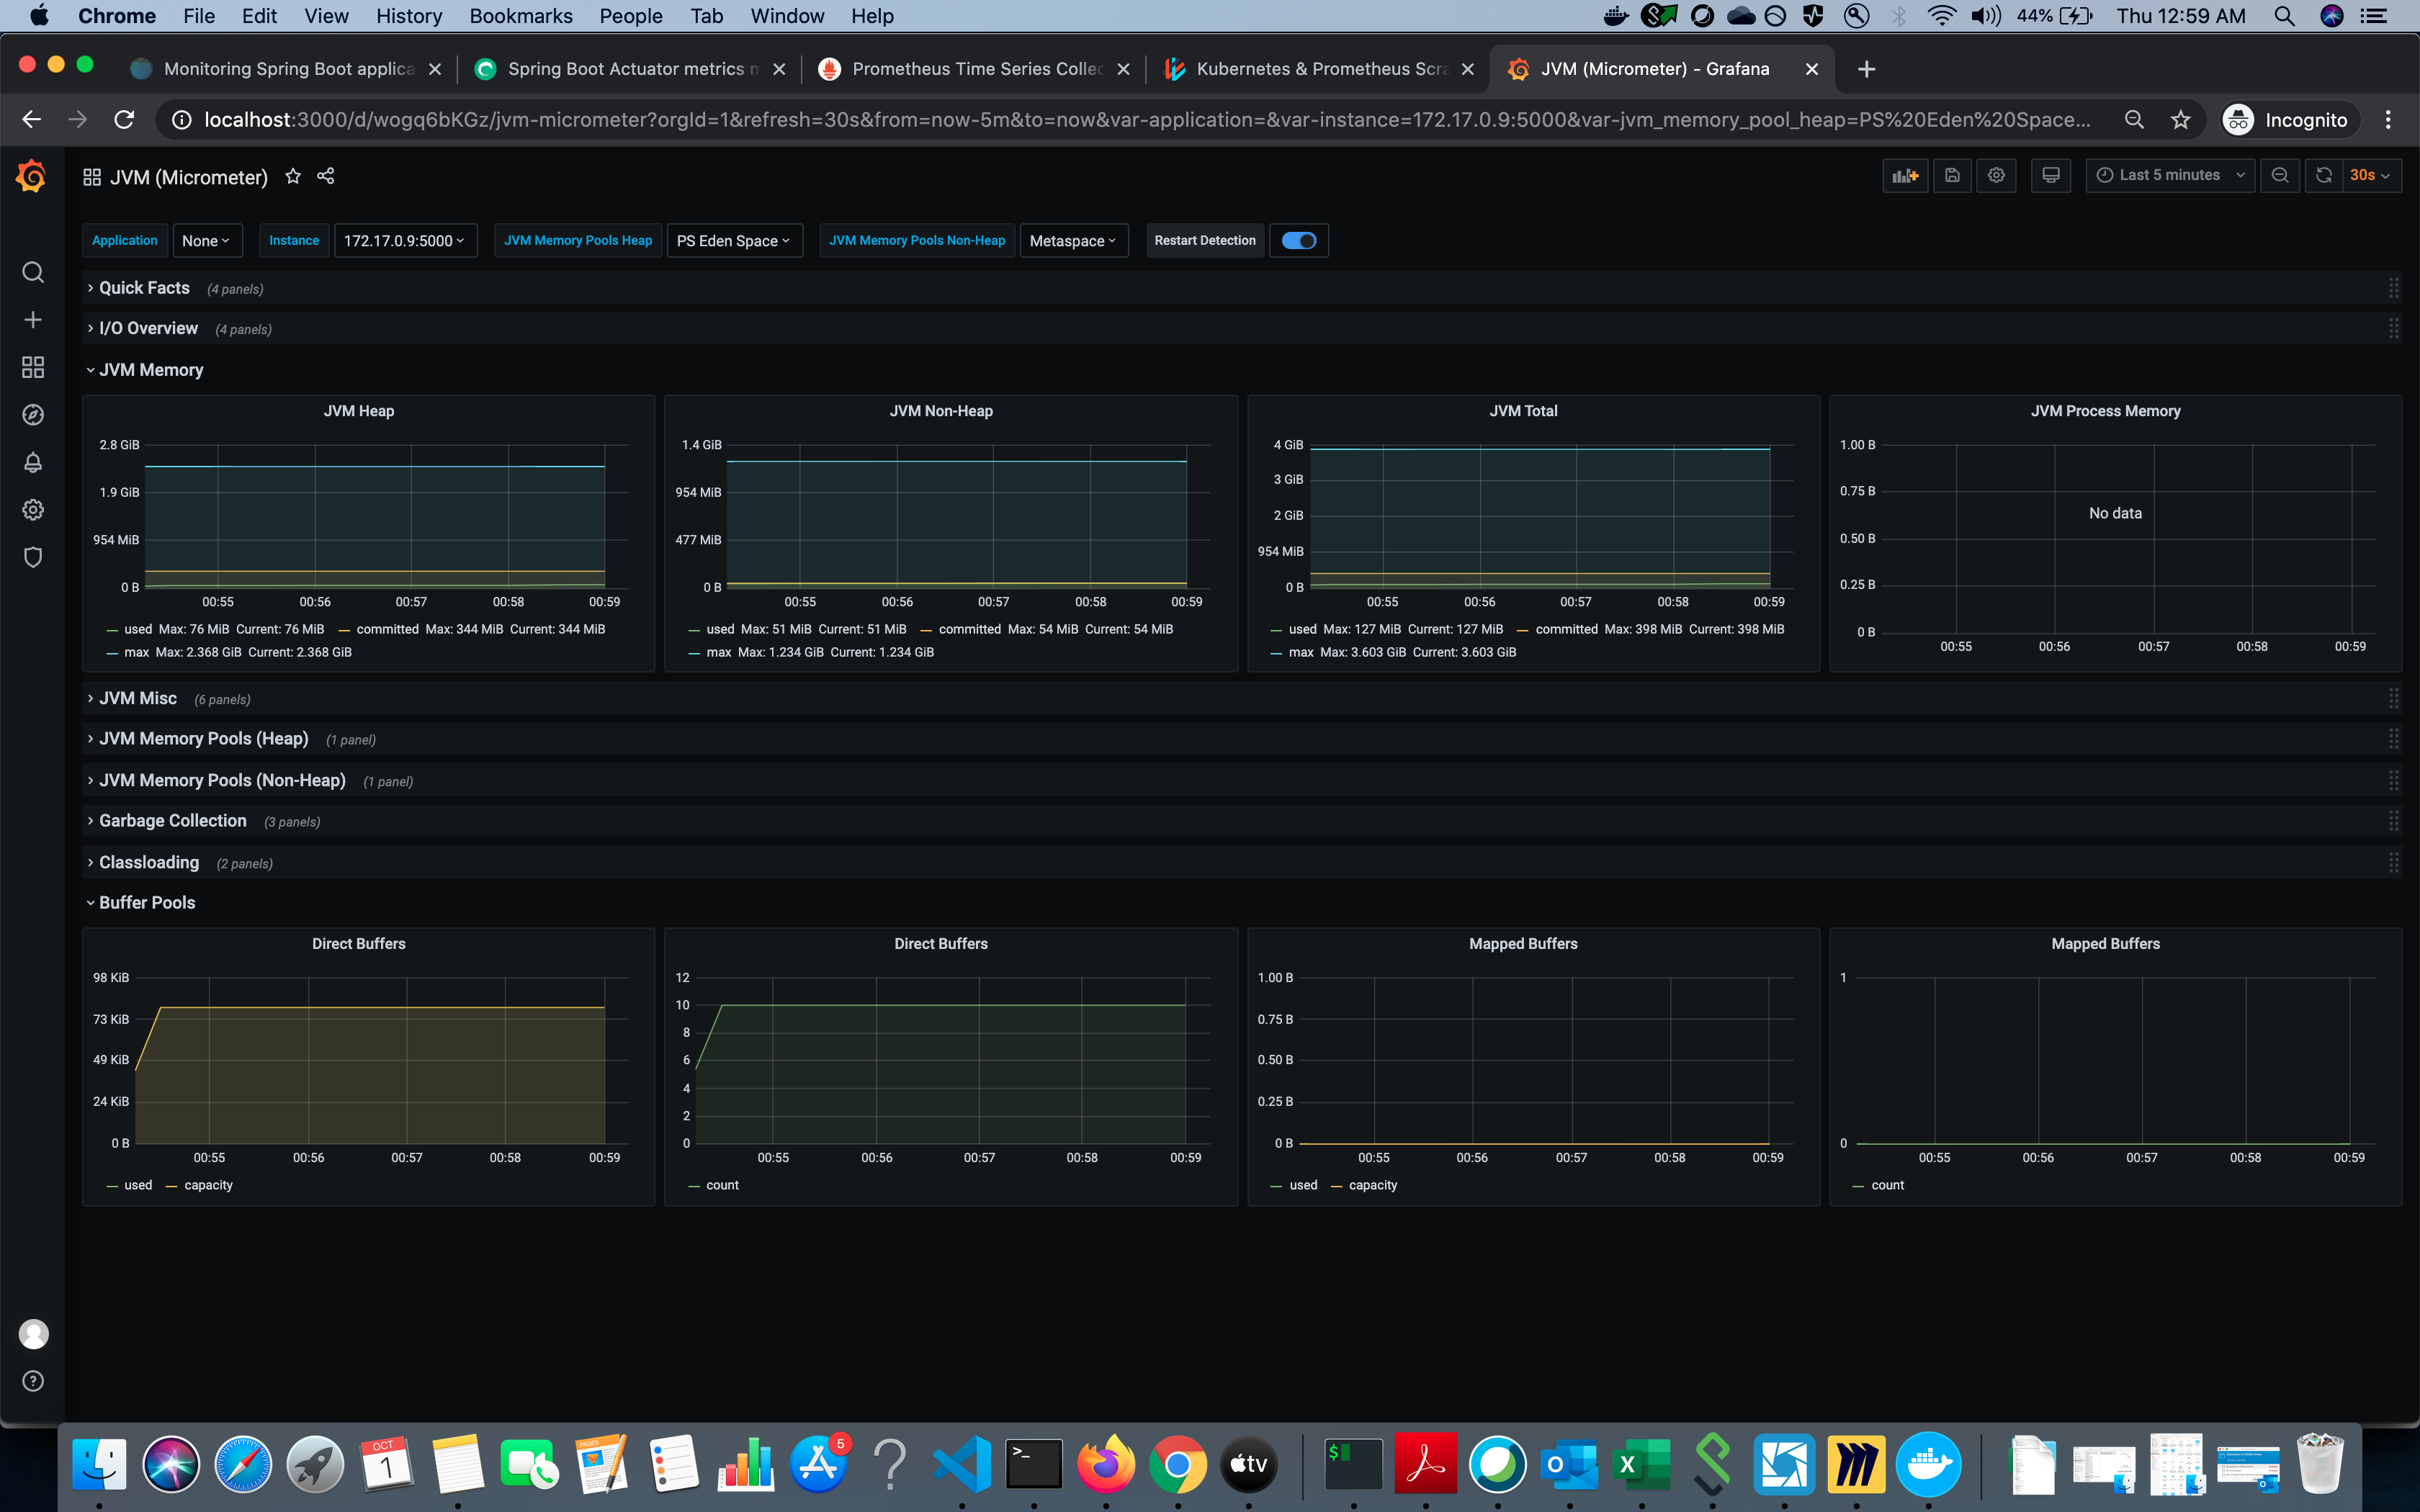 Chrome File Edit View History Bookmarks People Tab Window Help 44% Thu 12:59 AM
Monitoring Spring Boot applica Spring Boot Actuator metrics m Prometheus Time Series Collec Kubernetes & Prometheus Scra JVM (Micrometer) - Grafana
localhost:3000/d/wogq6bKGz/jvm-micrometer?orgId=1&refresh=30s&from=now-5m&to=now&var-application=&var-instance=172.17.0.9:5000&var-jvm_memory_pool_heap=PS%20Eden%20Space... Incognito
JVM (Micrometer) Last 5 minutes 30s
Application None Instance 172.17.0.9:5000 JVM Memory Pools Heap PS Eden Space JVM Memory Pools Non-Heap Metaspace Restart Detection
Quick Facts (4 panels)
I/O Overview (4 panels)
JVM Memory
JVM Heap
2.8 GiB
1.9 GiB
954 MiB
0 B
00:55 00:56 00:57 00:58 00:59
used Max: 76 MiB Current: 76 MiB committed Max: 344 MiB Current: 344 MiB
max Max: 2.368 GiB Current: 2.368 GiB
JVM Non-Heap
1.4 GiB
954 MiB
477 MiB
0 B
00:55 00:56 00:57 00:58 00:59
used Max: 51 MiB Current: 51 MiB committed Max: 54 MiB Current: 54 MiB
max Max: 1.234 GiB Current: 1.234 GiB
JVM Total
4 GiB
3 GiB
2 GiB
954 MiB
0 B
00:55 00:56 00:57 00:58 00:59
used Max: 127 MiB Current: 127 MiB committed Max: 398 MiB Current: 398 MiB
max Max: 3.603 GiB Current: 3.603 GiB
JVM Process Memory
1.00 B
0.75 B
No data
0.50 B
0.25 B
0 B
00:55 00:56 00:57 00:58 00:59
JVM Misc (6 panels)
JVM Memory Pools (Heap) (1 panel)
JVM Memory Pools (Non-Heap) (1 panel)
Garbage Collection (3 panels)
Classloading (2 panels)
Buffer Pools
Direct Buffers
98 KiB
73 KiB
49 KiB
24 KiB
0 B
00:55 00:56 00:57 00:58 00:59
used capacity
Direct Buffers
12
10
8
6
4
2
0
00:55 00:56 00:57 00:58 00:59
count
Mapped Buffers
1.00 B
0.75 B
0.50 B
0.25 B
0 B
00:55 00:56 00:57 00:58 00:59
used capacity
Mapped Buffers
1
0
00:55 00:56 00:57 00:58 00:59
count
OCT
1
PAGES
5
>_
tv
$
O
X